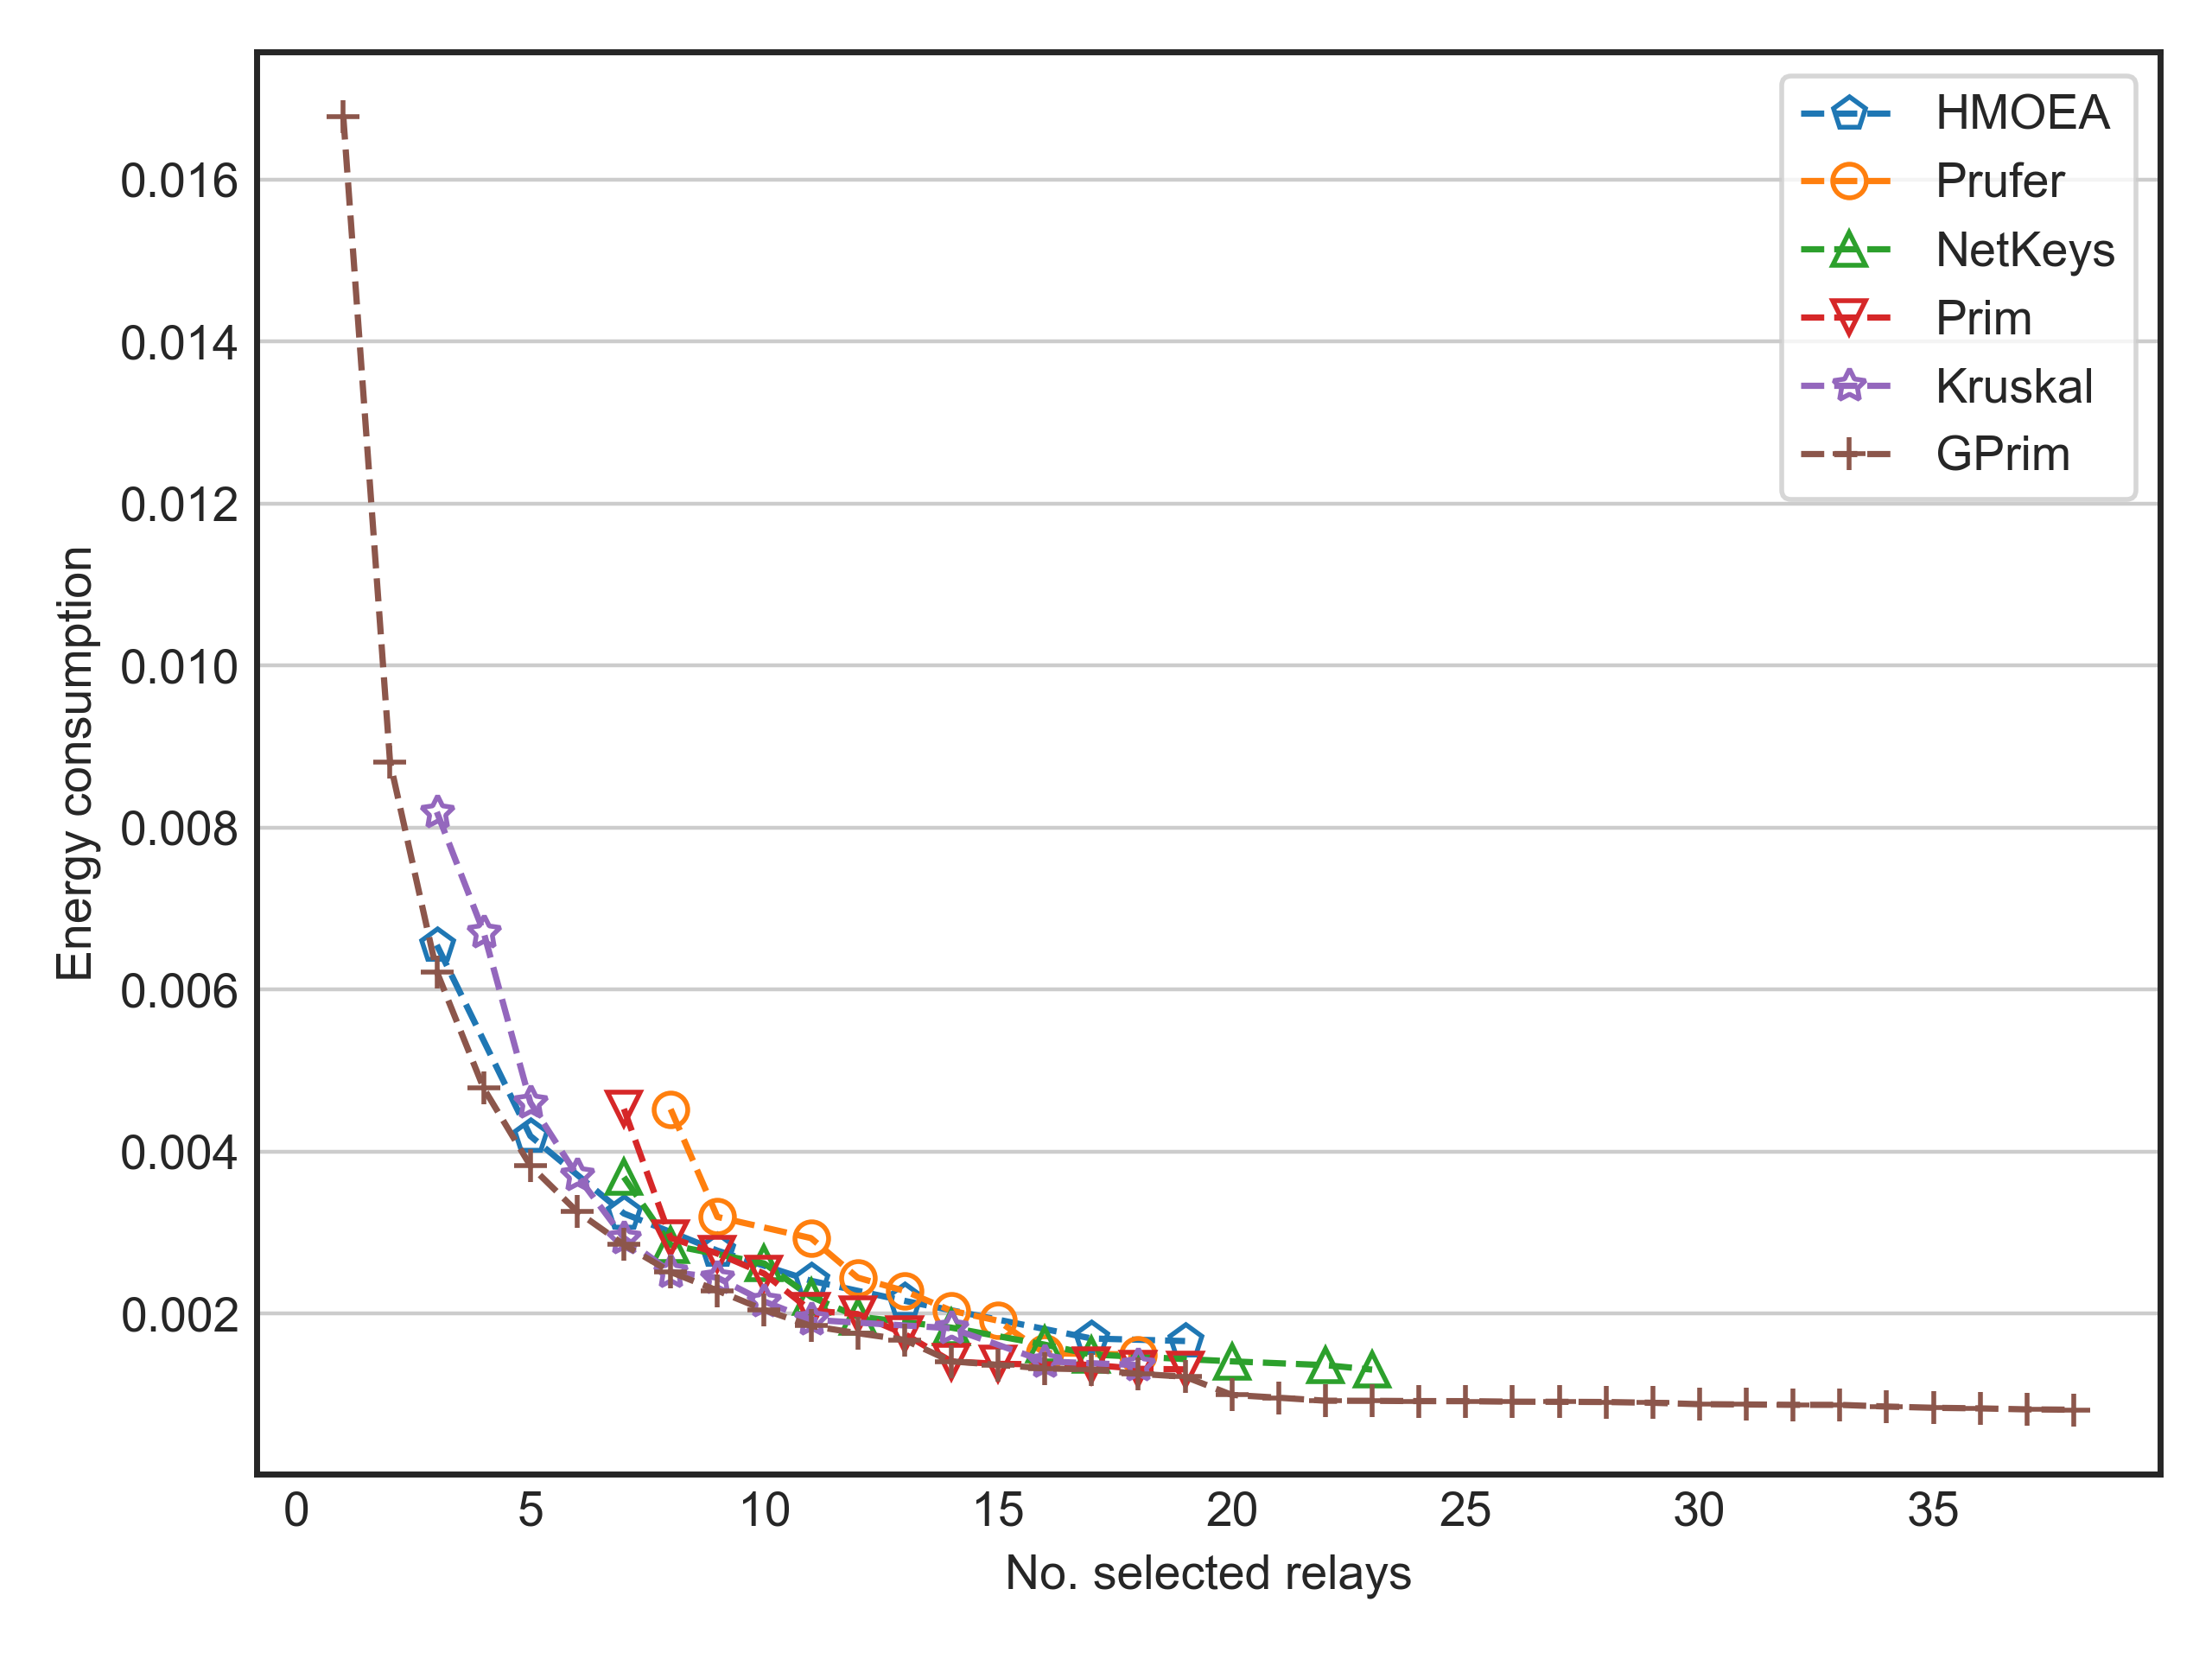 HMOEA
Prufer
NetKeys
Prim
Kruskal
GPrim
Energy consumption
0.016
0.014
0.012
0.010
0.008
0.006
0.004
0.002
0 5 10 15 20 25 30 35
No. selected relays